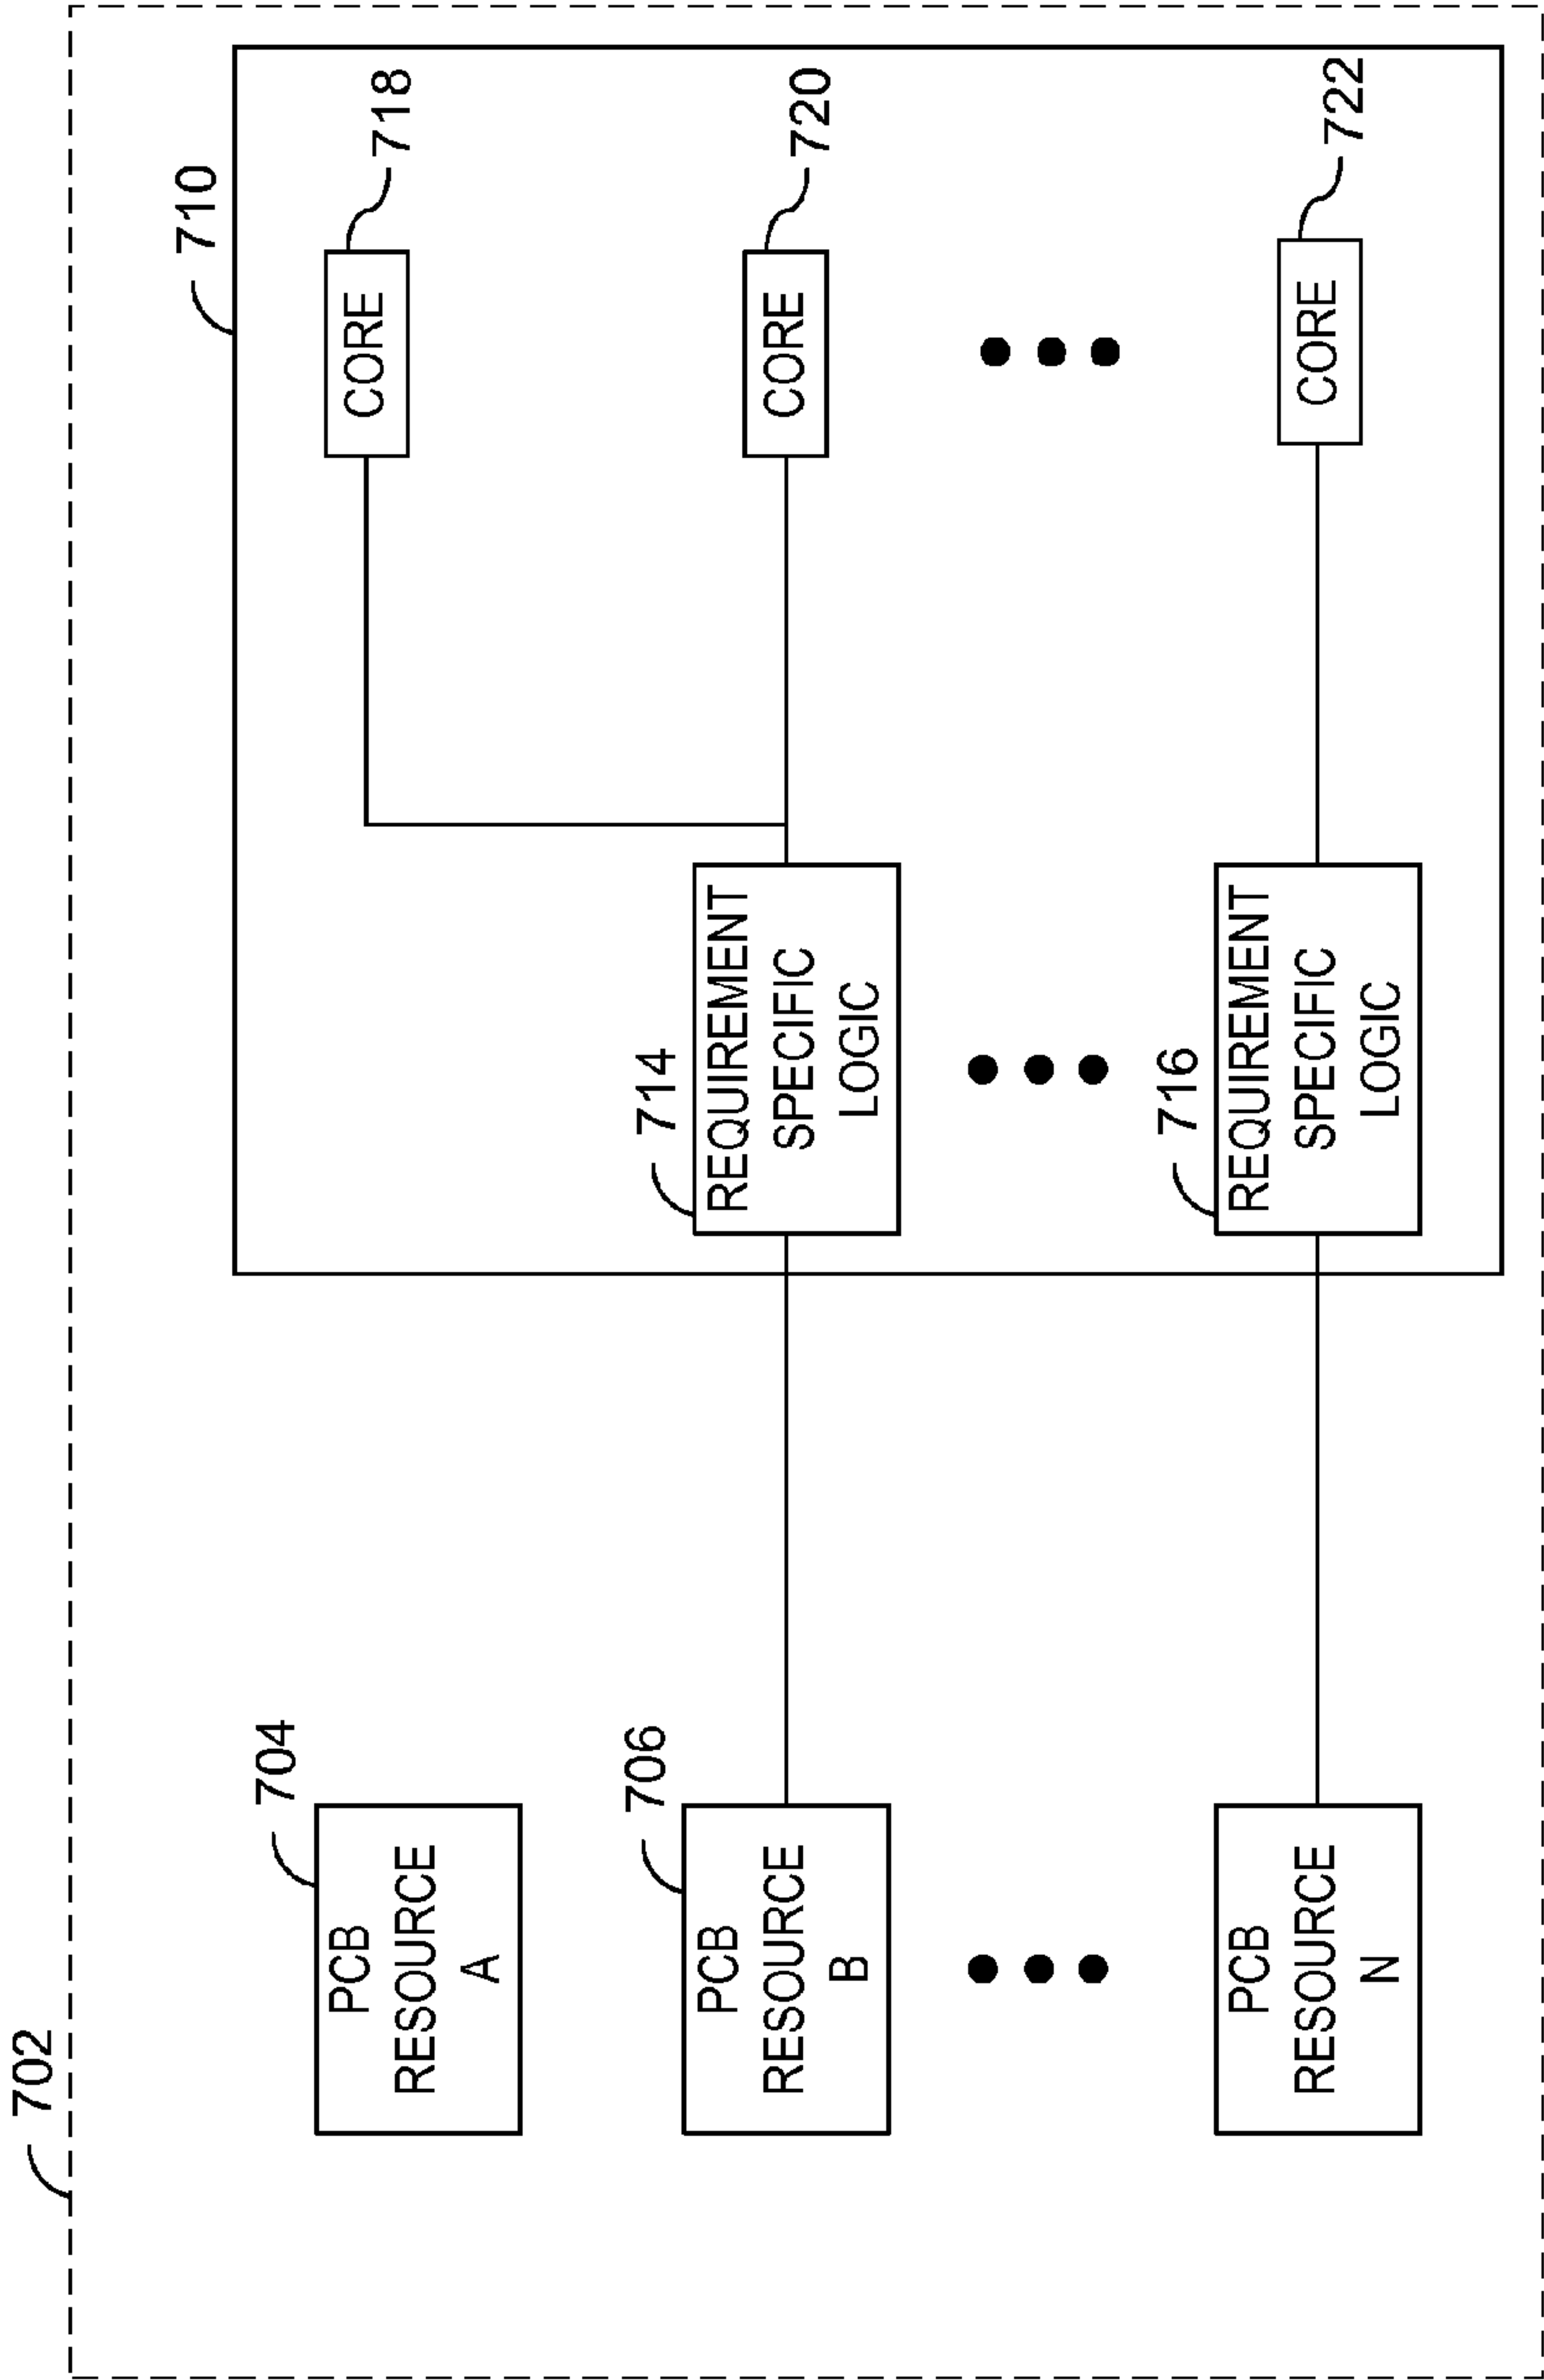 702
704
PCB
RESOURCE
A
706
PCB
RESOURCE
B
PCB
RESOURCE
N
710
714
REQUIREMENT
SPECIFIC
LOGIC
716
REQUIREMENT
SPECIFIC
LOGIC
CORE
718
CORE
720
CORE
722